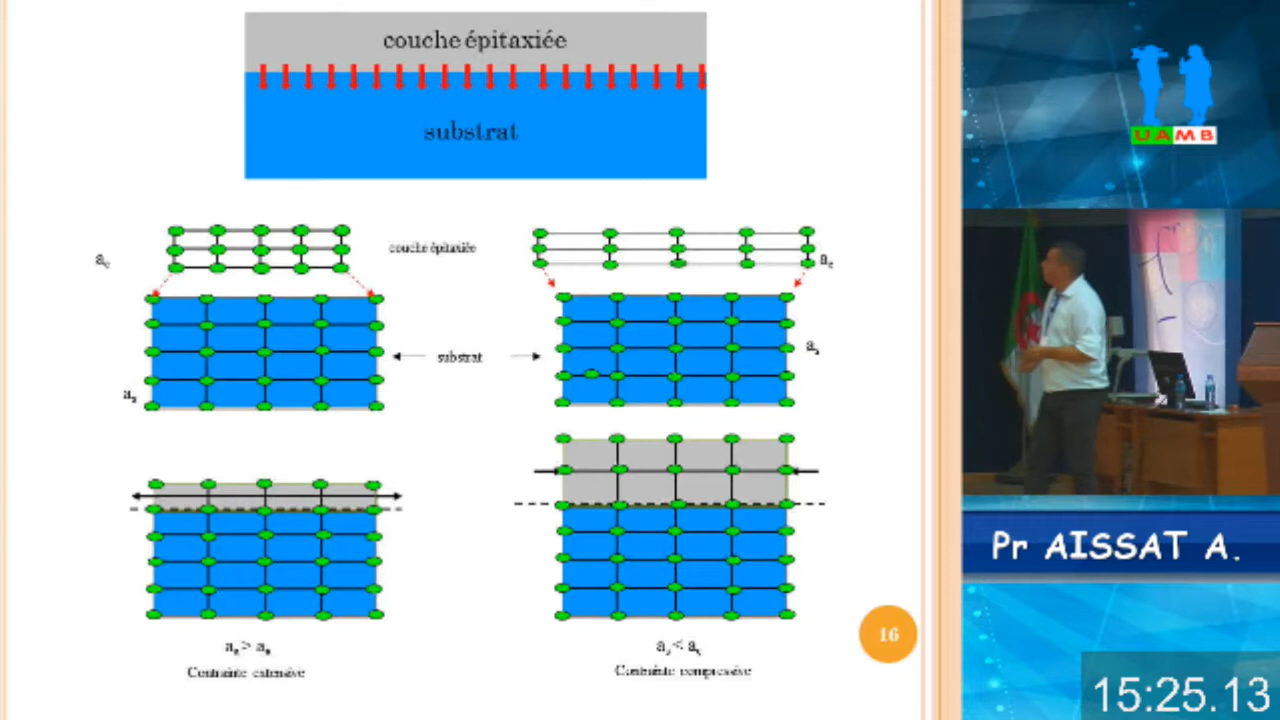 couche épitaxiée
substrat
couche épitaxiée
substrat
Contrainte extensive
Contrainte compressive
16
UAMB
Pr AISSAT A.
15:25.13